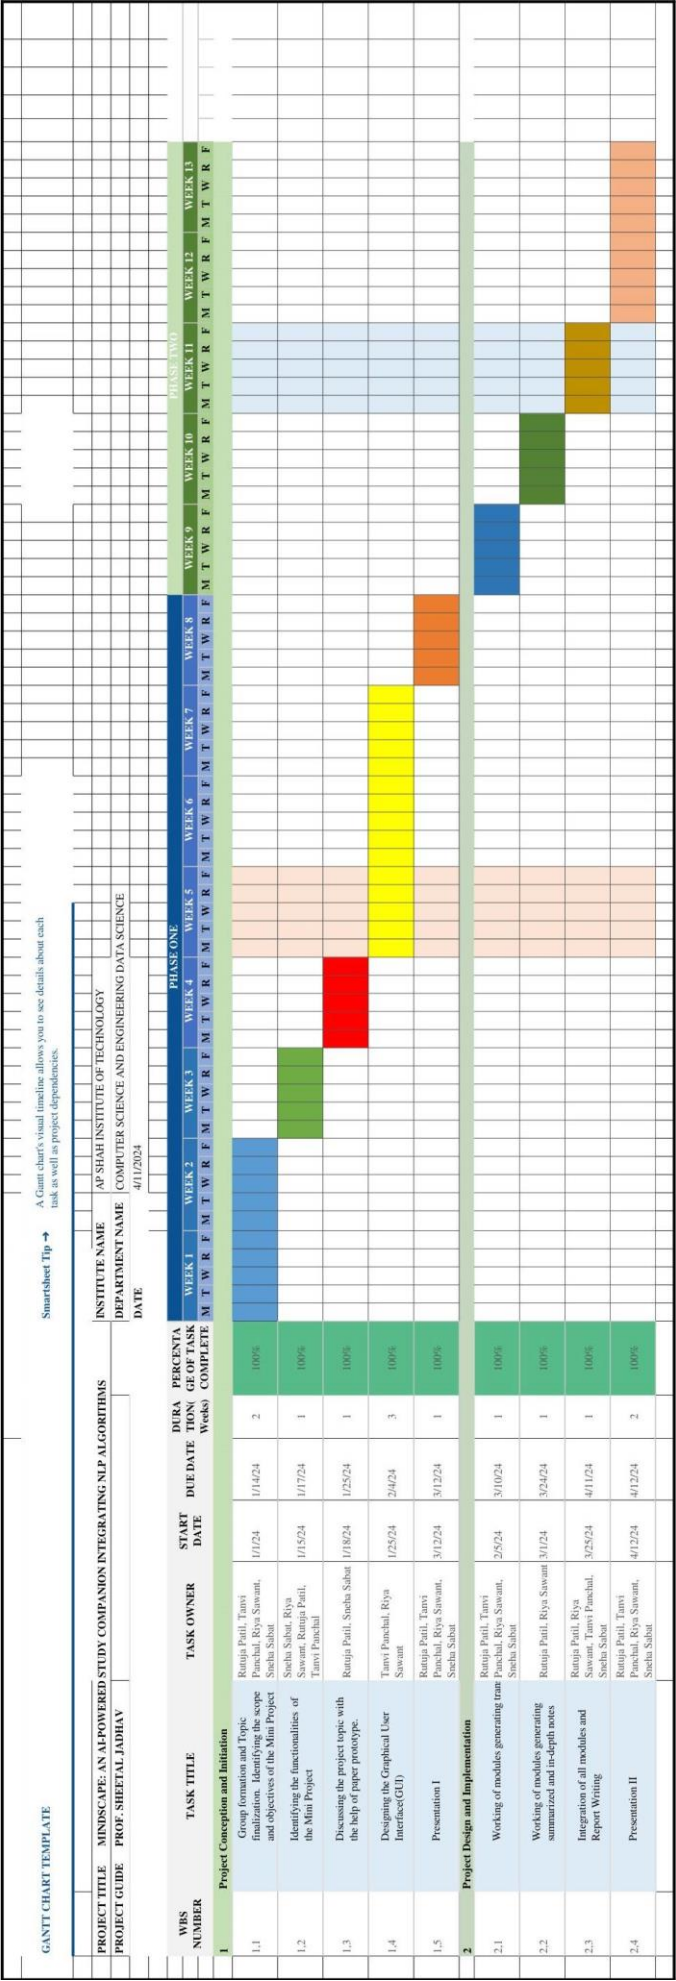 GANTT CHART TEMPLATE
Smartsheet Tip ➜
A Gantt chart's visual timeline allows you to see details about each
task as well as project dependencies.
PROJECT TITLE MINDSCAPE: AN AI-POWERED STUDY COMPANION INTEGRATING NLP ALGORITHMS
INSTITUTE NAME AP SHAH INSTITUTE OF TECHNOLOGY
PROJECT GUIDE PROF. SHEETAL JADHAV
DEPARTMENT NAME COMPUTER SCIENCE AND ENGINEERING DATA SCIENCE
DATE 4/11/2024
WBS
NUMBER
TASK TITLE
TASK OWNER
START
DATE
DUE DATE
DURA
TION(
Weeks)
PERCENTA
GE OF TASK
COMPLETE
PHASE ONE PHASE TWO
WEEK 1 WEEK 2 WEEK 3 WEEK 4 WEEK 5 WEEK 6 WEEK 7 WEEK 8 WEEK 9 WEEK 10 WEEK 11 WEEK 12 WEEK 13
M T W R F M T W R F M T W R F M T W R F M T W R F M T W R F M T W R F M T W R F M T W R F M T W R F M T W R F M T W R F M T W R F
1 Project Conception and Initiation
1.1
Group formation and Topic
finalization. Identifying the scope
and objectives of the Mini Project
Rutuja Patil, Tanvi
Panchal, Riya Sawant,
Sneha Sabat
1/1/24 1/14/24 2 100%
1.2
Identifying the functionalities of
the Mini Project
Sneha Sabat, Riya
Sawant, Rutuja Patil,
Tanvi Panchal
1/15/24 1/17/24 1 100%
1.3
Discussing the project topic with
the help of paper prototype.
Rutuja Patil, Sneha Sabat
1/18/24 1/25/24 1 100%
1.4
Designing the Graphical User
Interface(GUI)
Tanvi Panchal, Riya
Sawant
1/25/24 2/4/24 3 100%
1.5
Presentation I
Rutuja Patil, Tanvi
Panchal, Riya Sawant,
Sneha Sabat
3/12/24 3/12/24 1 100%
2 Project Design and Implementation
2.1
Working of modules generating tran
Rutuja Patil, Tanvi
Panchal, Riya Sawant,
Sneha Sabat
2/5/24 3/10/24 1 100%
2.2
Working of modules generating
summarized and in-depth notes
Rutuja Patil, Riya Sawant
3/1/24 3/24/24 1 100%
2.3
Integration of all modules and
Report Writing
Rutuja Patil, Riya
Sawant, Tanvi Panchal,
Sneha Sabat
3/25/24 4/11/24 1 100%
2.4
Presentation II
Rutuja Patil, Tanvi
Panchal, Riya Sawant,
Sneha Sabat
4/12/24 4/12/24 2 100%